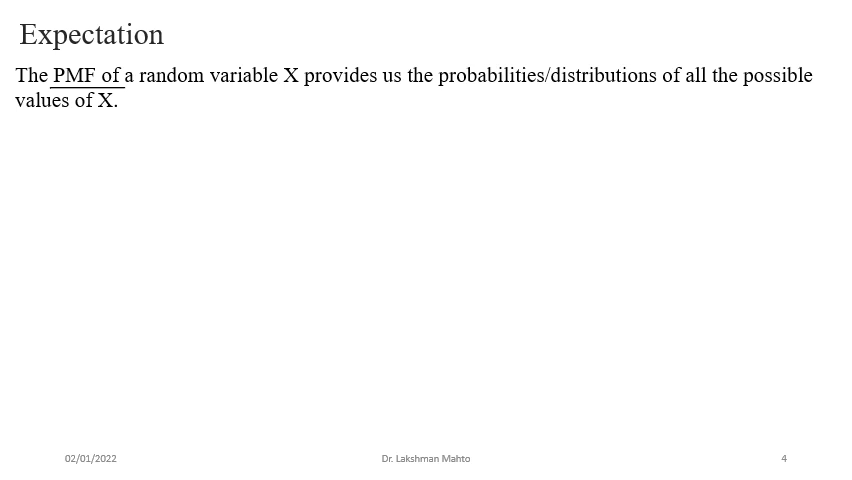 Expectation
The PMF of a random variable X provides us the probabilities/distributions of all the possible
values of X.
02/01/2022
Dr. Lakshman Mahto
4